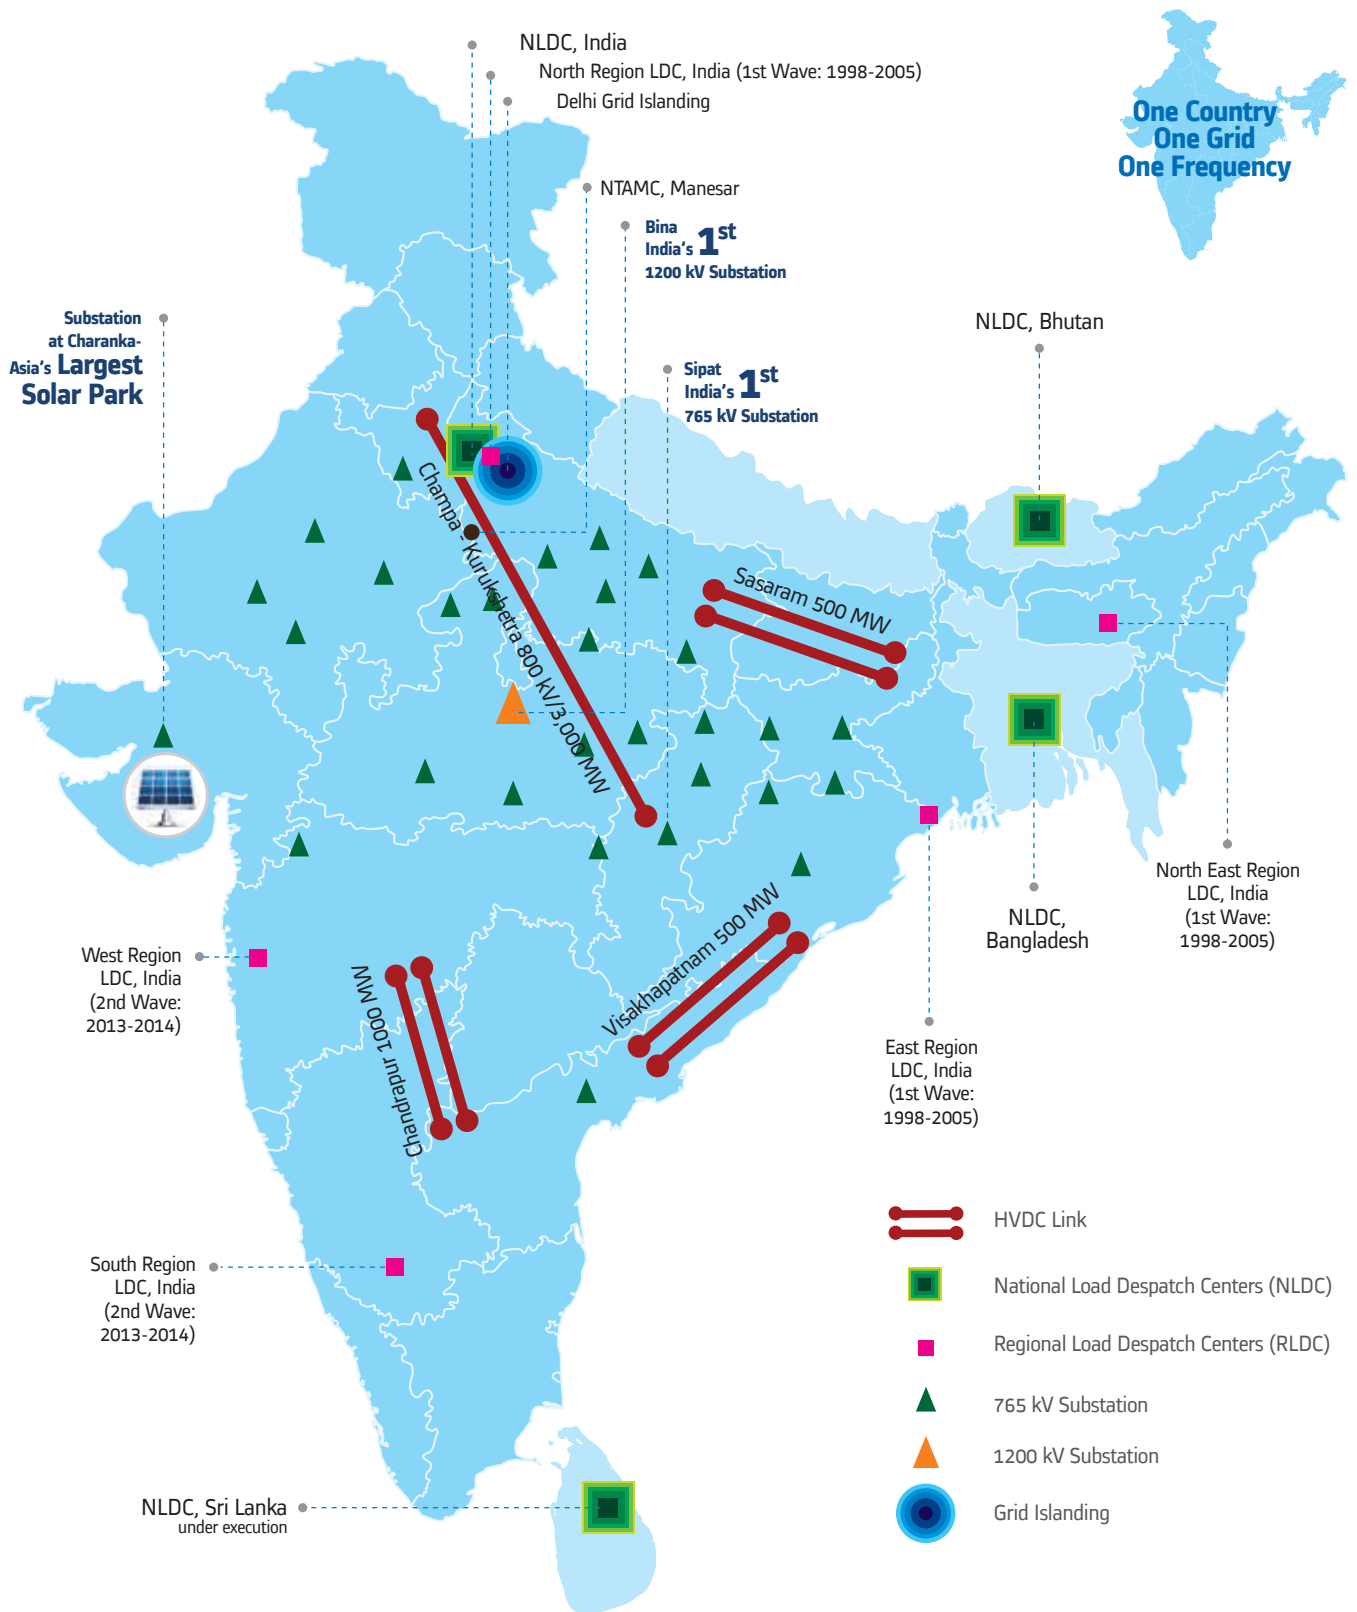 NLDC, India
North Region LDC, India (1st Wave: 1998-2005)
Delhi Grid Islanding
One Country
One Grid
One Frequency
NTAMC, Manesar
Bina
India's 1st
1200 kV Substation
Substation
at Charanka-
Asia's Largest
Solar Park
NLDC, Bhutan
Sipat
India's 1st
765 kV Substation
Champa - Kurukshetra 800 kV/3,000 MW
Sasaram 500 MW
North East Region
LDC, India
(1st Wave:
1998-2005)
NLDC,
Bangladesh
Visakhapatnam 500 MW
West Region
LDC, India
(2nd Wave:
2013-2014)
Chandrapur 1000 MW
East Region
LDC, India
(1st Wave:
1998-2005)
South Region
LDC, India
(2nd Wave:
2013-2014)
HVDC Link
National Load Despatch Centers (NLDC)
Regional Load Despatch Centers (RLDC)
765 kV Substation
1200 kV Substation
Grid Islanding
NLDC, Sri Lanka
under execution